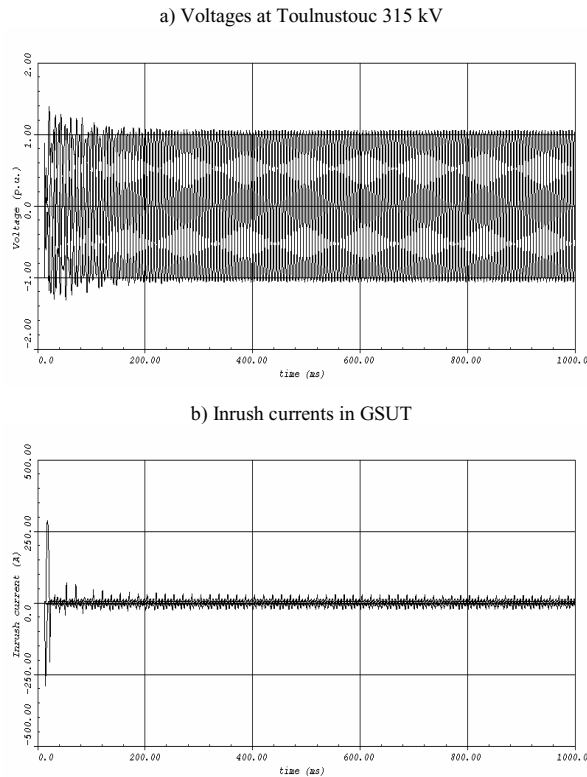 a) Voltages at Toulnustouc 315 kV
2.00
1.00
0.0
-1.00
-2.00
Voltage (p.u.)
0.0 200.00 400.00 600.00 800.00 1000.00
time (ms)
b) Inrush currents in GSUT
500.00
250.00
0.0
-250.00
-500.00
Inrush current (A)
0.0 200.00 400.00 600.00 800.00 1000.00
time (ms)